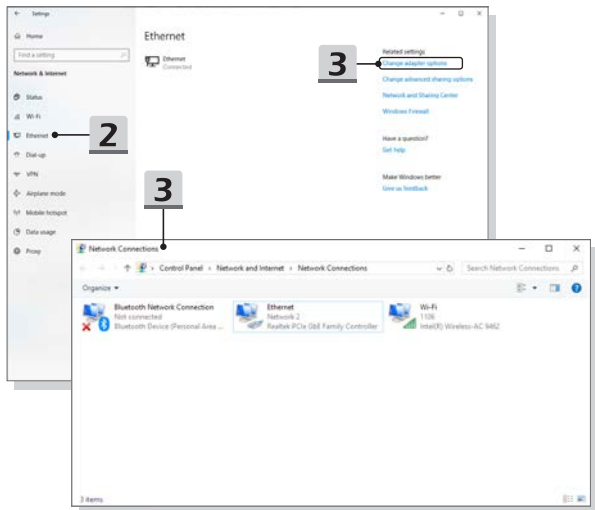 Settings
Home
Find a setting
Network & Internet
Status
Wi-Fi
Ethernet
Dial-up
VPN
Airplane mode
Mobile hotspot
Data usage
Proxy
Ethernet
Ethernet
Connected
Related settings
Change adapter options
Change advanced sharing options
Network and Sharing Center
Windows Firewall
Have a question?
Get help
Make Windows better
Give us feedback
2
3
3
Network Connections
Control Panel › Network and Internet › Network Connections
Search Network Connections
Organize
Bluetooth Network Connection
Not connected
Bluetooth Device (Personal Area ...
Ethernet
Network 2
Realtek PCIe GbE Family Controller
Wi-Fi
1106
Intel(R) Wireless-AC 9462
3 items